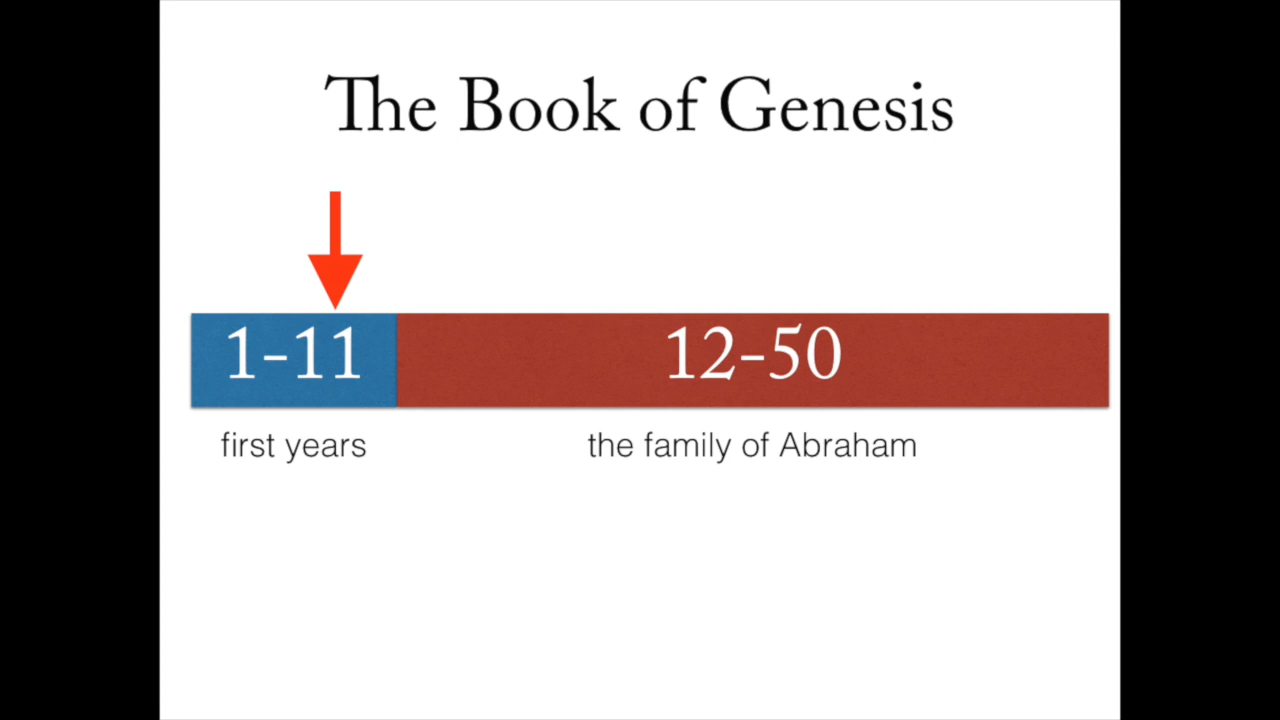 The Book of Genesis
1–11
12–50
first years
the family of Abraham